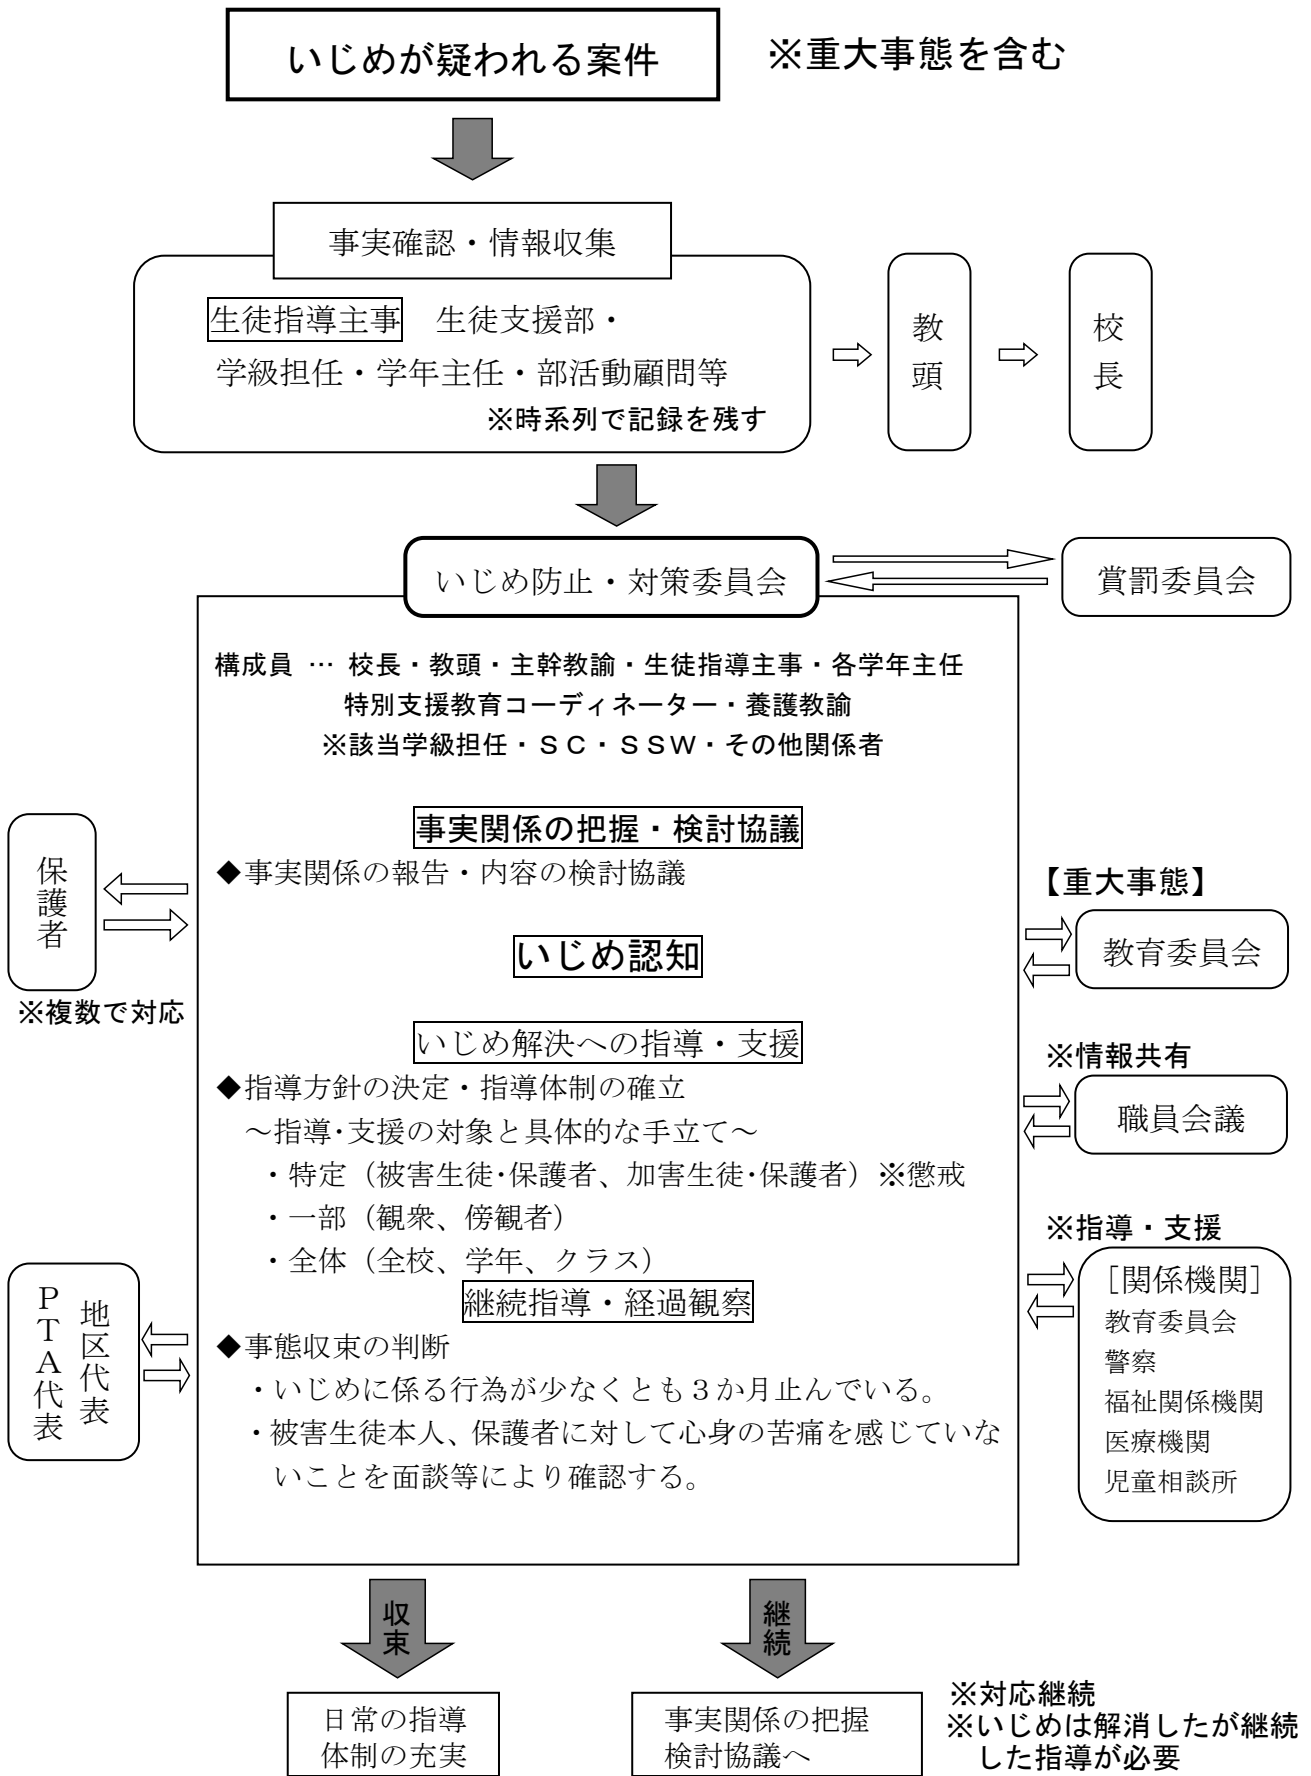 いじめが疑われる案件
※重大事態を含む
事実確認・情報収集
生徒指導主事　生徒支援部・
学級担任・学年主任・部活動顧問等
※時系列で記録を残す
教頭
校長
いじめ防止・対策委員会
賞罰委員会
構成員 … 校長・教頭・主幹教諭・生徒指導主事・各学年主任
特別支援教育コーディネーター・養護教諭
※該当学級担任・ＳＣ・ＳＳＷ・その他関係者
事実関係の把握・検討協議
◆事実関係の報告・内容の検討協議
いじめ認知
いじめ解決への指導・支援
◆指導方針の決定・指導体制の確立
～指導･支援の対象と具体的な手立て～
・特定（被害生徒･保護者、加害生徒･保護者）※懲戒
・一部（観衆、傍観者）
・全体（全校、学年、クラス）
継続指導・経過観察
◆事態収束の判断
・いじめに係る行為が少なくとも３か月止んでいる。
・被害生徒本人、保護者に対して心身の苦痛を感じていな
いことを面談等により確認する。
保護者
※複数で対応
地区代表
ＰＴＡ代表
【重大事態】
教育委員会
※情報共有
職員会議
※指導・支援
［関係機関］
教育委員会
警察
福祉関係機関
医療機関
児童相談所
収束
継続
日常の指導
体制の充実
事実関係の把握
検討協議へ
※対応継続
※いじめは解消したが継続
した指導が必要